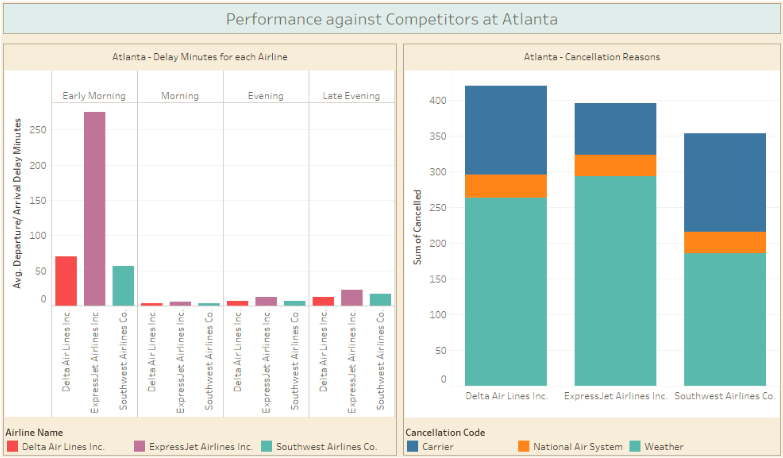 Performance against Competitors at Atlanta
Atlanta - Delay Minutes for each Airline
Early Morning
Morning
Evening
Late Evening
Avg. Departure/ Arrival Delay Minutes
250
200
150
100
50
0
Delta Air Lines Inc.
ExpressJet Airlines Inc.
Southwest Airlines Co.
Delta Air Lines Inc.
ExpressJet Airlines Inc.
Southwest Airlines Co.
Delta Air Lines Inc.
ExpressJet Airlines Inc.
Southwest Airlines Co.
Delta Air Lines Inc.
ExpressJet Airlines Inc.
Southwest Airlines Co.
Airline Name
Delta Air Lines Inc.
ExpressJet Airlines Inc.
Southwest Airlines Co.
Atlanta - Cancellation Reasons
Sum of Cancelled
400
350
300
250
200
150
100
50
0
Delta Air Lines Inc.
ExpressJet Airlines Inc.
Southwest Airlines Co.
Cancellation Code
Carrier
National Air System
Weather